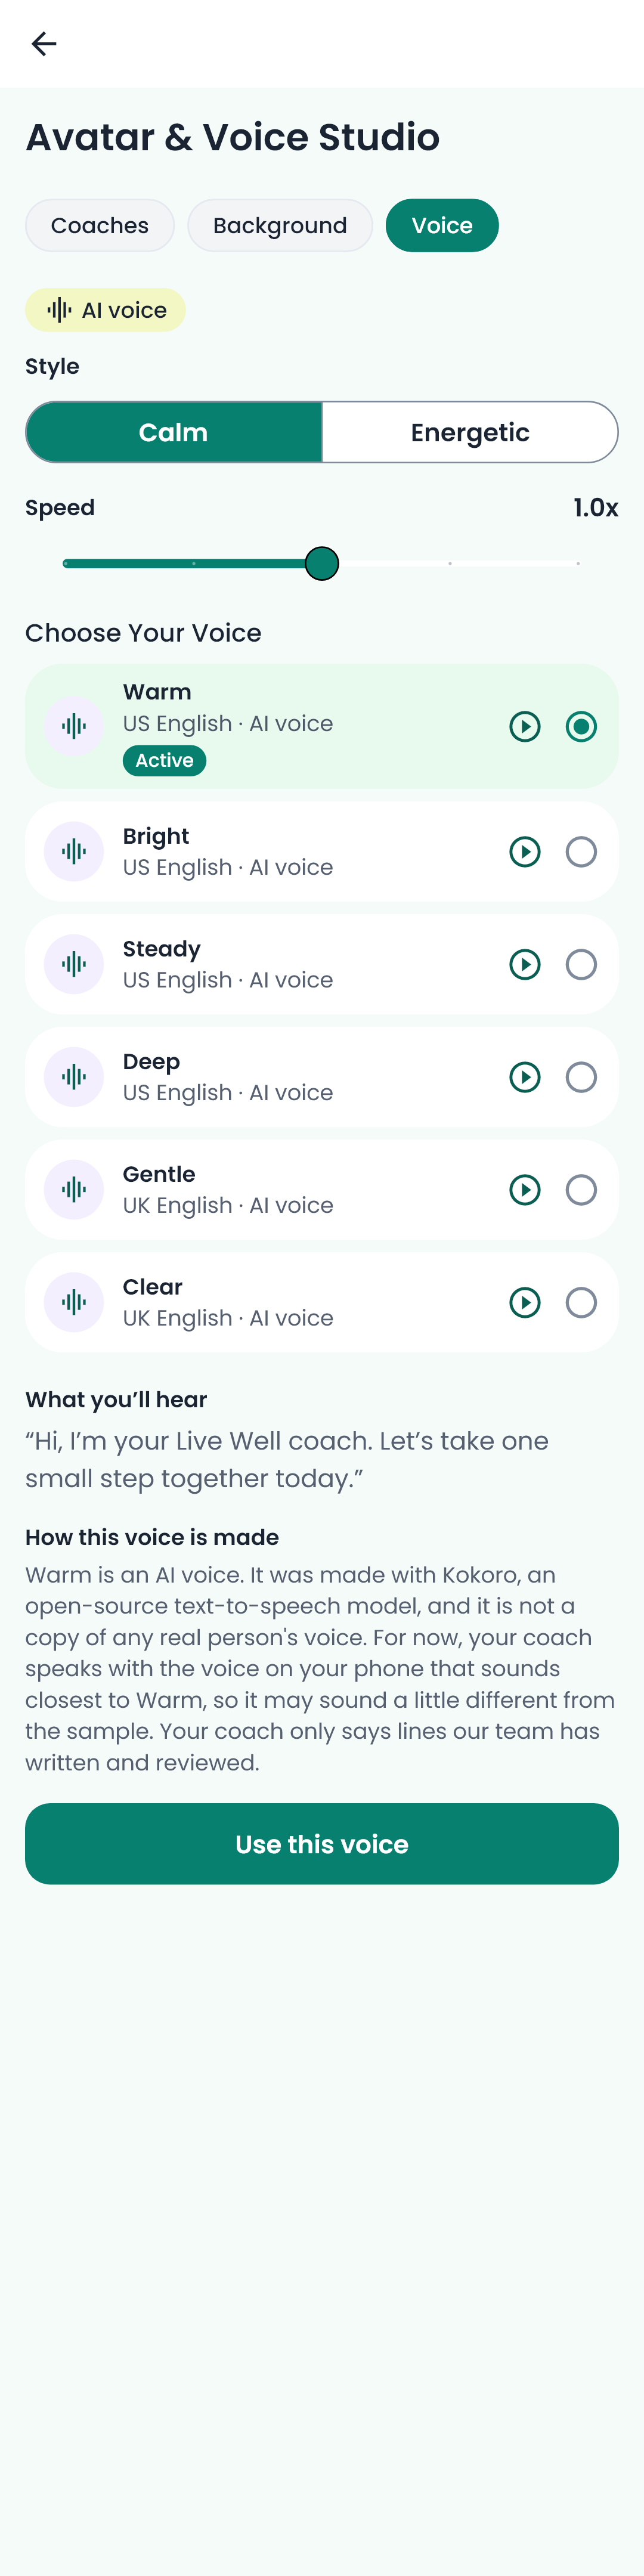 Avatar & Voice Studio
Coaches
Background
Voice
AI voice
Style
Calm
Energetic
Speed
1.0x
Choose Your Voice
Warm
US English · AI voice
Active
Bright
US English · AI voice
Steady
US English · AI voice
Deep
US English · AI voice
Gentle
UK English · AI voice
Clear
UK English · AI voice
What you’ll hear
“Hi, I’m your Live Well coach. Let’s take one
small step together today.”
How this voice is made
Warm is an AI voice. It was made with Kokoro, an
open-source text-to-speech model, and it is not a
copy of any real person's voice. For now, your coach
speaks with the voice on your phone that sounds
closest to Warm, so it may sound a little different from
the sample. Your coach only says lines our team has
written and reviewed.
Use this voice